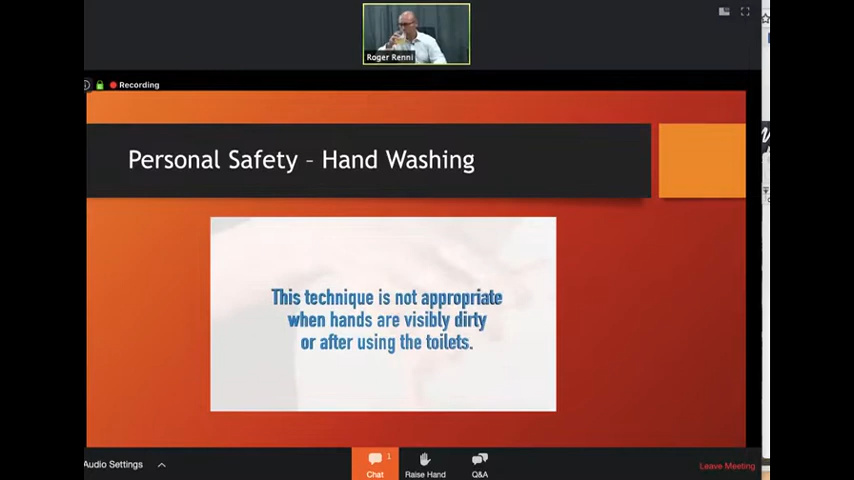 Roger Renni
Recording
Personal Safety – Hand Washing
This technique is not appropriate
when hands are visibly dirty
or after using the toilets.
Audio Settings
1
Chat
Raise Hand
Q&A
Leave Meeting